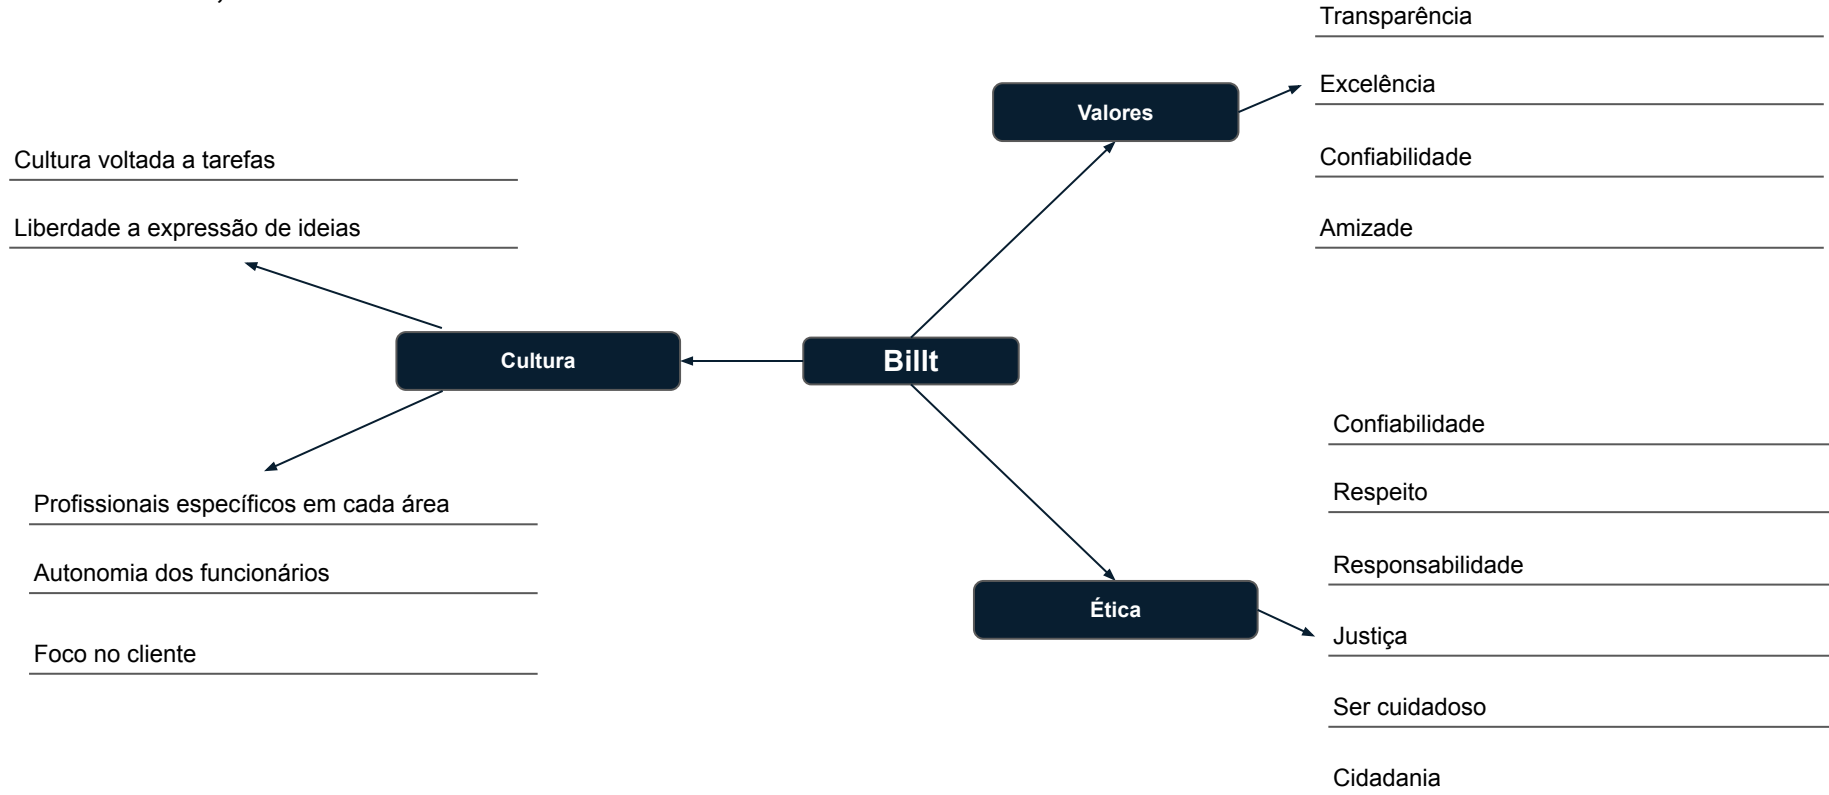 Transparência
Excelência
Valores
Confiabilidade
Amizade
Cultura voltada a tarefas
Liberdade a expressão de ideias
Cultura
Billt
Profissionais específicos em cada área
Autonomia dos funcionários
Foco no cliente
Ética
Confiabilidade
Respeito
Responsabilidade
Justiça
Ser cuidadoso
Cidadania